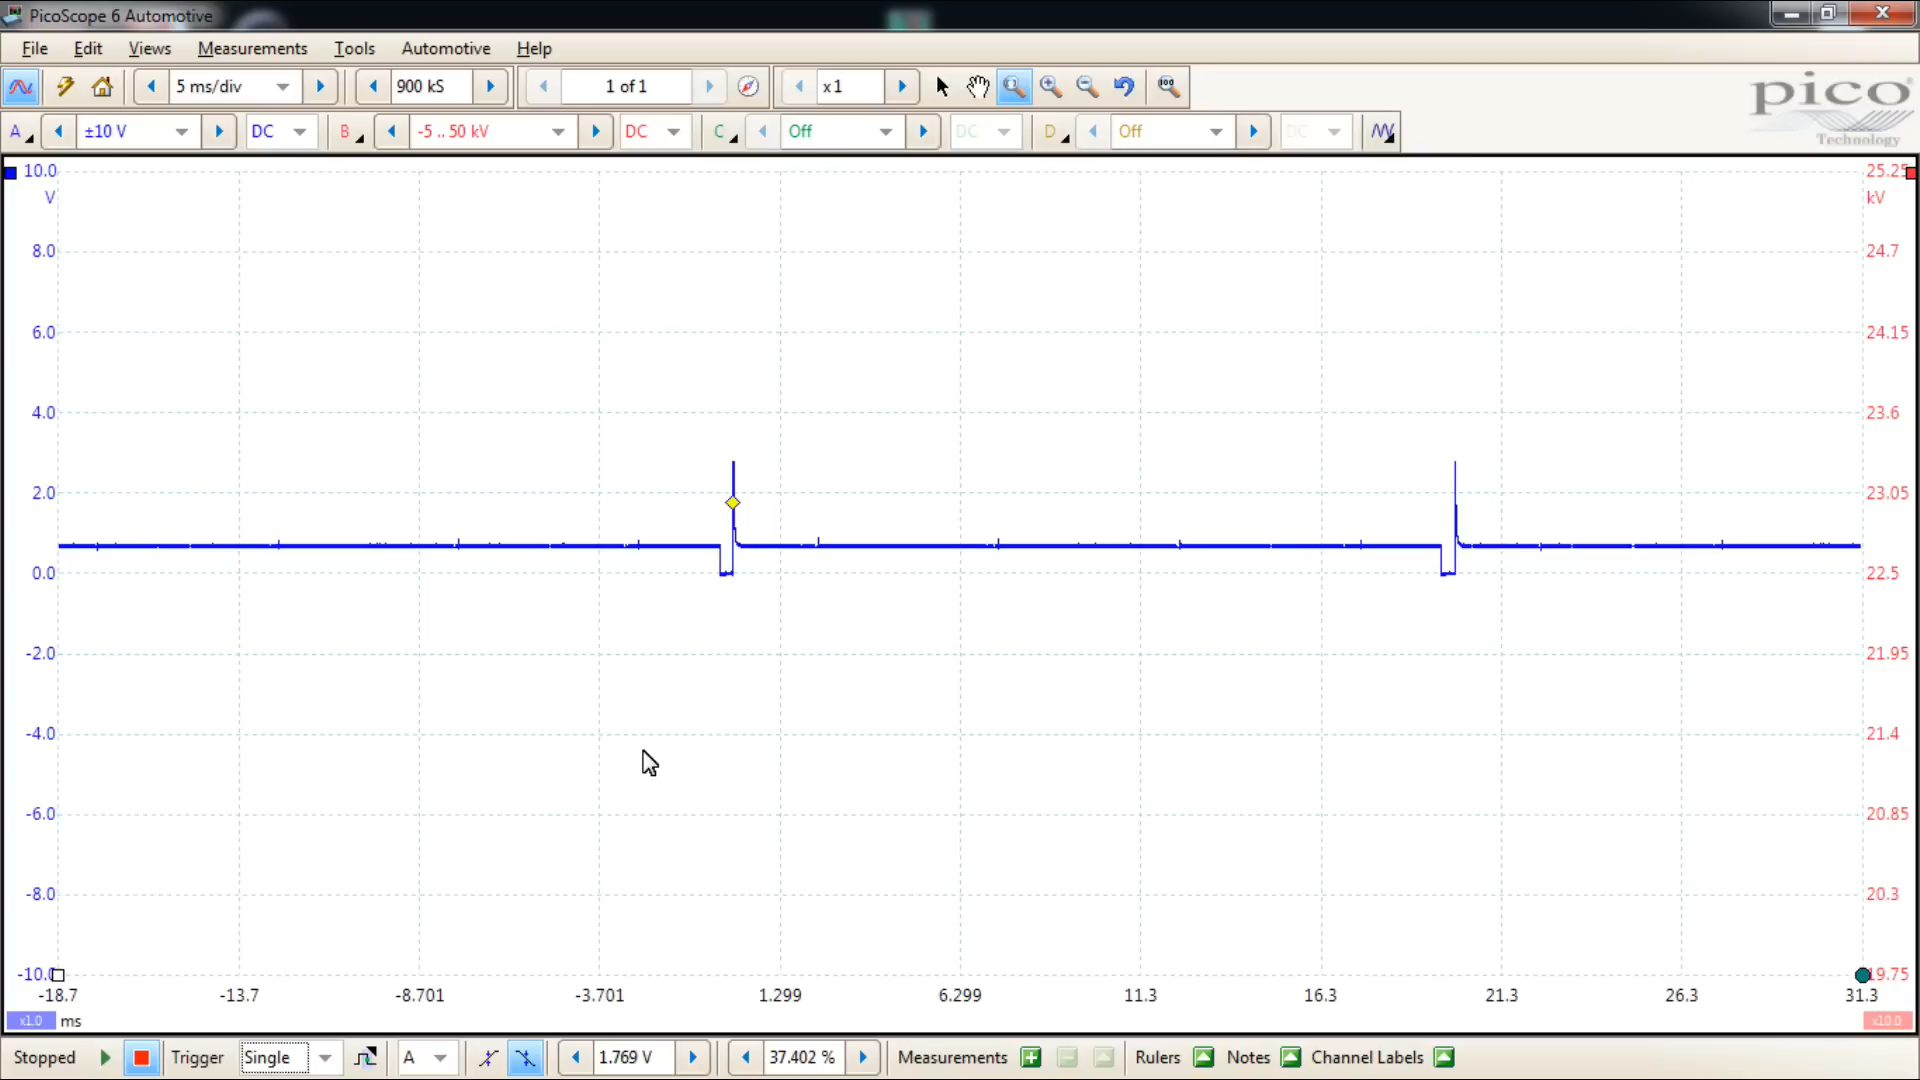 PicoScope 6 Automotive
File Edit Views Measurements Tools Automotive Help
5 ms/div 900 kS 1 of 1 x1 100
A ±10 V DC B -5 .. 50 kV DC C Off DC D Off DC
pico
Technology
10.0 25.25
V kV
8.0 24.7
6.0 24.15
4.0 23.6
2.0 23.05
0.0 22.5
-2.0 21.95
-4.0 21.4
-6.0 20.85
-8.0 20.3
-10.0 19.75
-18.7 -13.7 -8.701 -3.701 1.299 6.299 11.3 16.3 21.3 26.3 31.3
x1.0 ms x10.0
Stopped Trigger Single A 1.769 V 37.402 % Measurements Rulers Notes Channel Labels